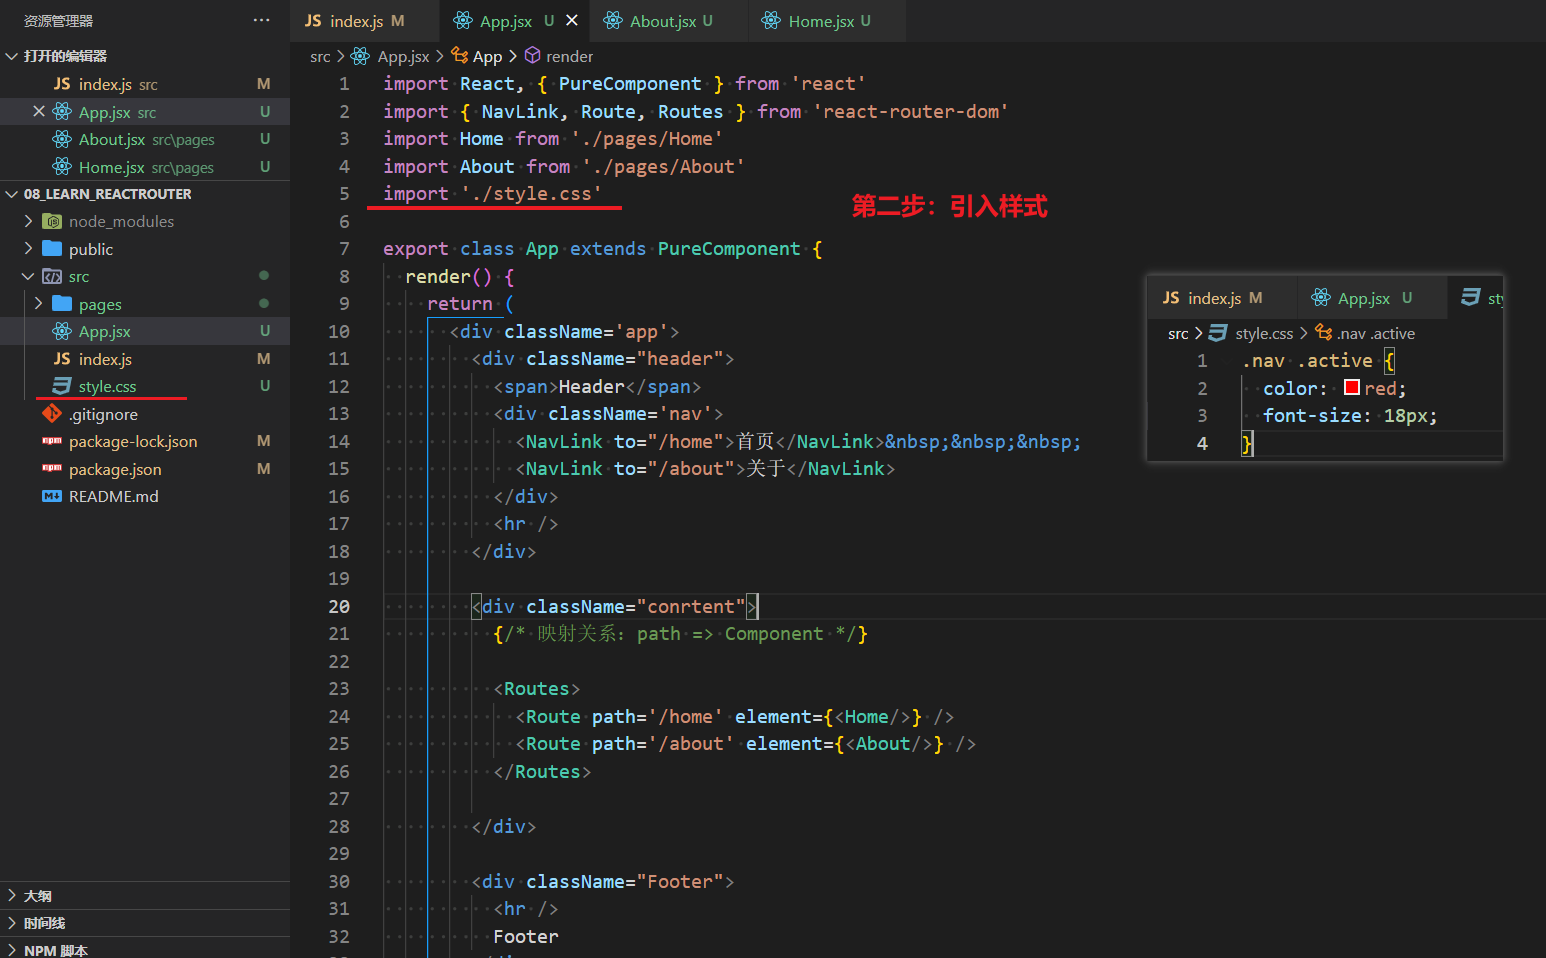 资源管理器 ···
打开的编辑器
JS index.js src M
App.jsx src U
About.jsx src\pages U
Home.jsx src\pages U
08_LEARN_REACTROUTER
node_modules
public
src
pages
App.jsx U
JS index.js M
style.css U
.gitignore
npm package-lock.json M
npm package.json M
README.md
大纲
时间线
NPM 脚本
JS index.js M App.jsx U About.jsx U Home.jsx U
src > App.jsx > App > render
1 import React, { PureComponent } from 'react'
2 import { NavLink, Route, Routes } from 'react-router-dom'
3 import Home from './pages/Home'
4 import About from './pages/About'
5 import './style.css'
第二步：引入样式
6
7 export class App extends PureComponent {
8 render() {
9 return (
10 <div className='app'>
11 <div className="header">
12 <span>Header</span>
13 <div className='nav'>
14 <NavLink to="/home">首页</NavLink>&nbsp;&nbsp;&nbsp;
15 <NavLink to="/about">关于</NavLink>
16 </div>
17 <hr />
18 </div>
19
20 <div className="conrtent">
21 {/* 映射关系：path => Component */}
22
23 <Routes>
24 <Route path='/home' element={<Home/>} />
25 <Route path='/about' element={<About/>} />
26 </Routes>
27
28 </div>
29
30 <div className="Footer">
31 <hr />
32 Footer
JS index.js M App.jsx U
src > style.css > .nav .active
1 .nav .active {
2 color: red;
3 font-size: 18px;
4 }